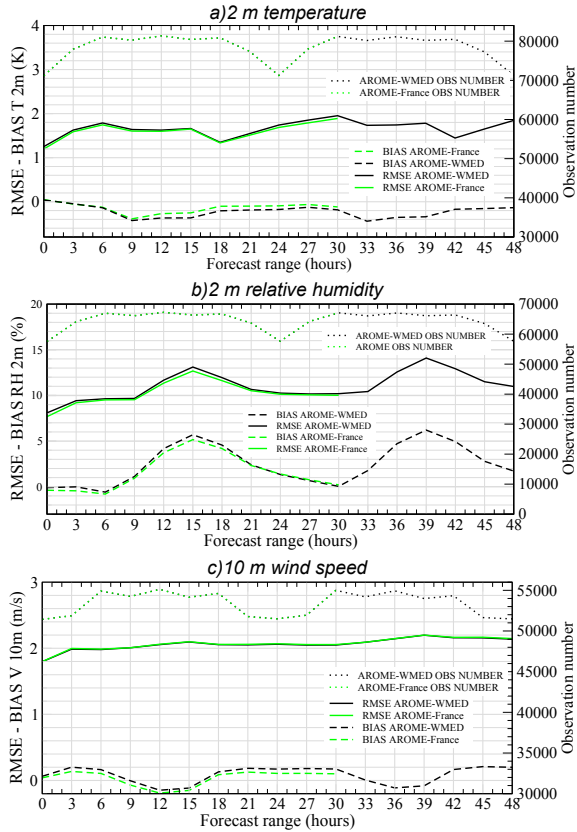 a)2 m temperature
RMSE - BIAS T 2m (K)
4
3
2
1
0
80000
70000
60000
50000
40000
30000
Observation number
AROME-WMED OBS NUMBER
AROME-France OBS NUMBER
BIAS AROME-France
BIAS AROME-WMED
RMSE AROME-WMED
RMSE AROME-France
0 3 6 9 12 15 18 21 24 27 30 33 36 39 42 45 48
Forecast range (hours)
b)2 m relative humidity
RMSE - BIAS RH 2m (%)
20
15
10
5
0
70000
60000
50000
40000
30000
20000
10000
0
Observation number
AROME-WMED OBS NUMBER
AROME OBS NUMBER
BIAS AROME-WMED
RMSE AROME-WMED
BIAS AROME-France
RMSE AROME-France
0 3 6 9 12 15 18 21 24 27 30 33 36 39 42 45 48
Forecast range (hours)
c)10 m wind speed
RMSE - BIAS V 10m (m/s)
3
2
1
0
55000
50000
45000
40000
35000
30000
Observation number
AROME-WMED OBS NUMBER
AROME-France OBS NUMBER
RMSE AROME-WMED
RMSE AROME-France
BIAS AROME-WMED
BIAS AROME-France
0 3 6 9 12 15 18 21 24 27 30 33 36 39 42 45 48
Forecast range (hours)